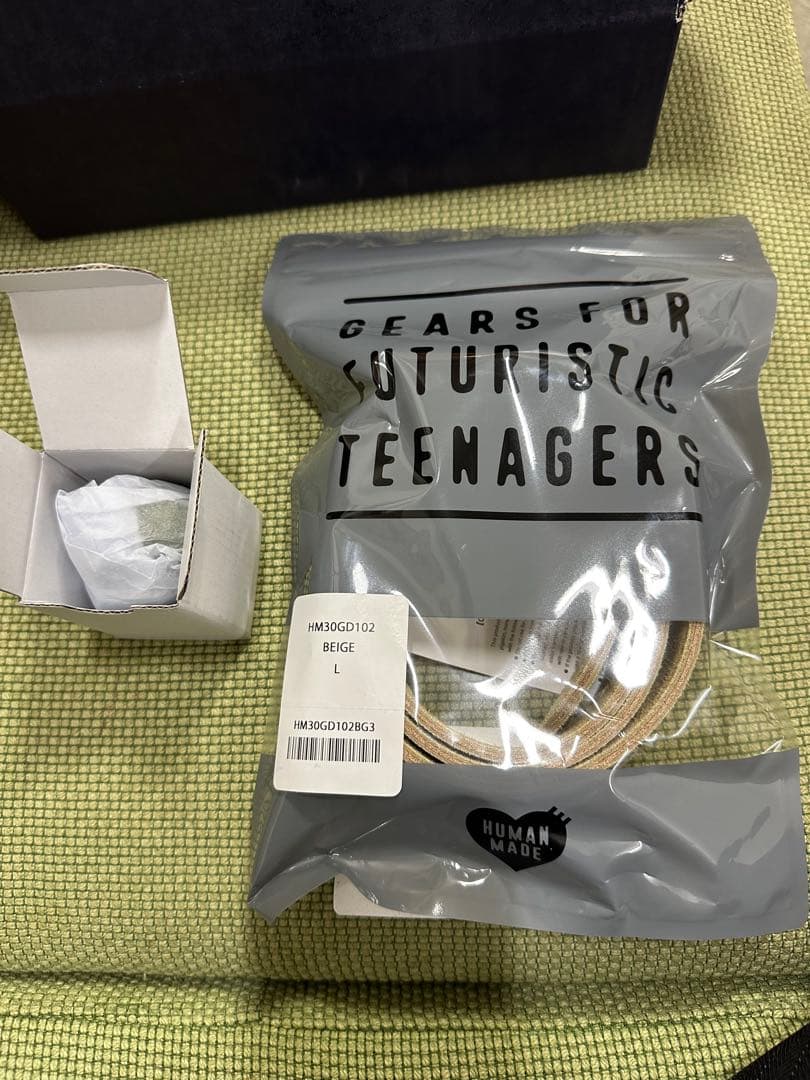 GEARS FOR
FUTURISTIC
TEENAGERS
HM30GD102
BEIGE
L
HM30GD102BG3
HUMAN
MADE